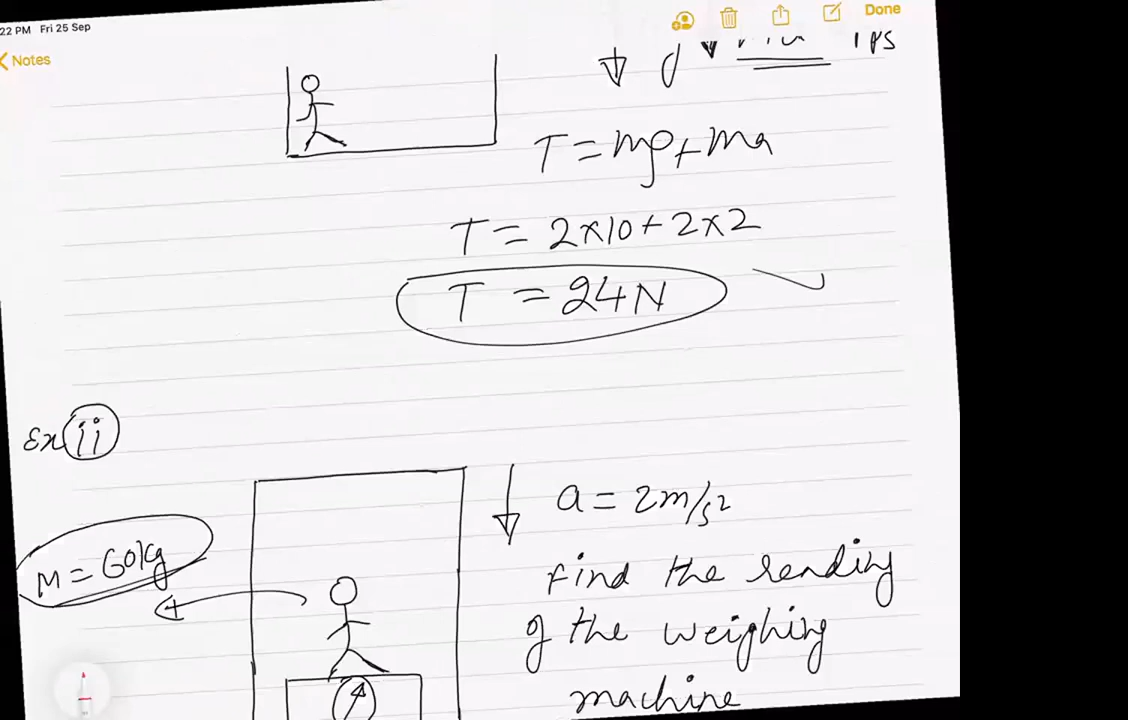 22 PM Fri 25 Sep
Done
Notes
T = mg + ma
T = 2×10 + 2×2
T = 24N
Ex ii
a = 2m/s²
M = 60kg
Find the reading
of the weighing
machine